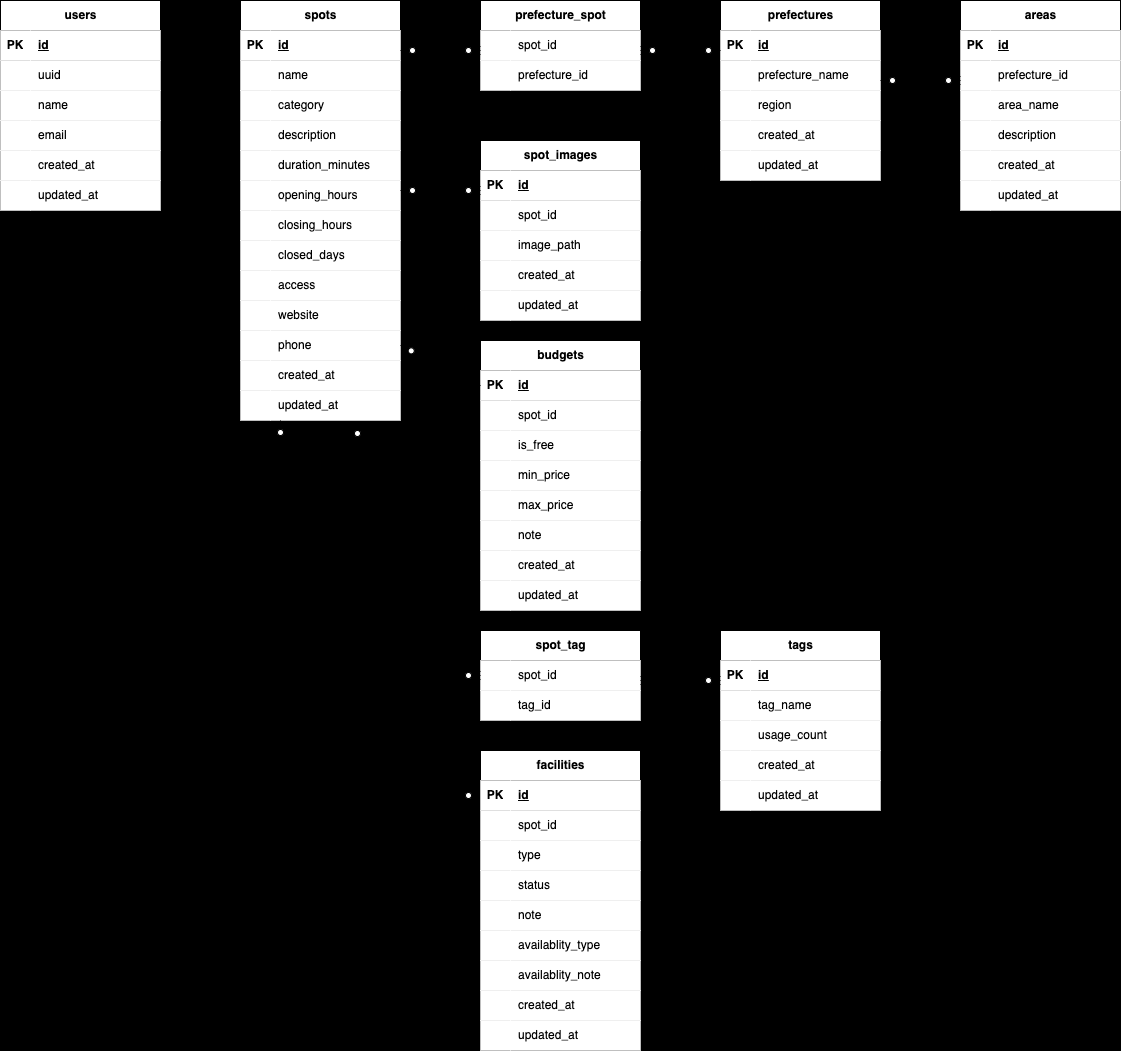 users
PK id
uuid
name
email
created_at
updated_at
spots
PK id
name
category
description
duration_minutes
opening_hours
closing_hours
closed_days
access
website
phone
created_at
updated_at
prefecture_spot
spot_id
prefecture_id
spot_images
PK id
spot_id
image_path
created_at
updated_at
budgets
PK id
spot_id
is_free
min_price
max_price
note
created_at
updated_at
spot_tag
spot_id
tag_id
facilities
PK id
spot_id
type
status
note
availablity_type
availablity_note
created_at
updated_at
prefectures
PK id
prefecture_name
region
created_at
updated_at
tags
PK id
tag_name
usage_count
created_at
updated_at
areas
PK id
prefecture_id
area_name
description
created_at
updated_at